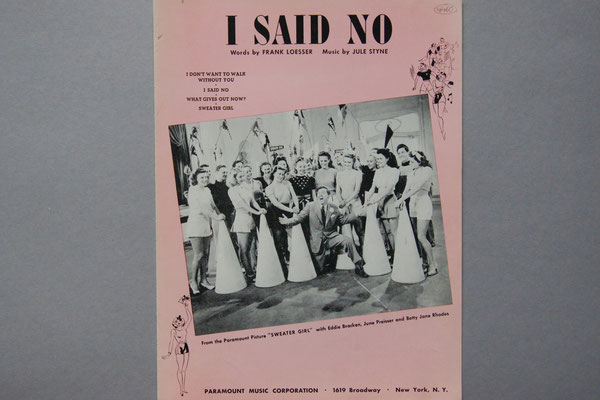 I SAID NO
Words by FRANK LOESSER Music by JULE STYNE
I DON'T WANT TO WALK
WITHOUT YOU
•
I SAID NO
•
WHAT GIVES OUT NOW?
•
SWEATER GIRL
From the Paramount Picture "SWEATER GIRL" with Eddie Bracken, June Preisser and Betty Jane Rhodes
PARAMOUNT MUSIC CORPORATION • 1619 Broadway • New York, N. Y.